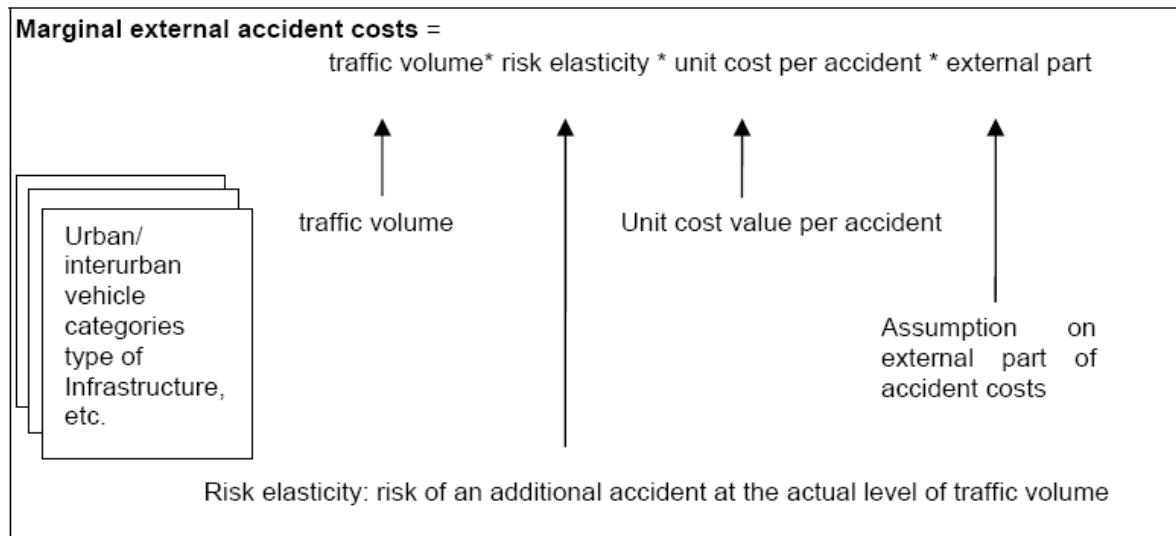 Marginal external accident costs =
traffic volume* risk elasticity * unit cost per accident * external part
traffic volume
Unit cost value per accident
Urban/
interurban
vehicle
categories
type of
Infrastructure,
etc.
Assumption on
external part of
accident costs
Risk elasticity: risk of an additional accident at the actual level of traffic volume